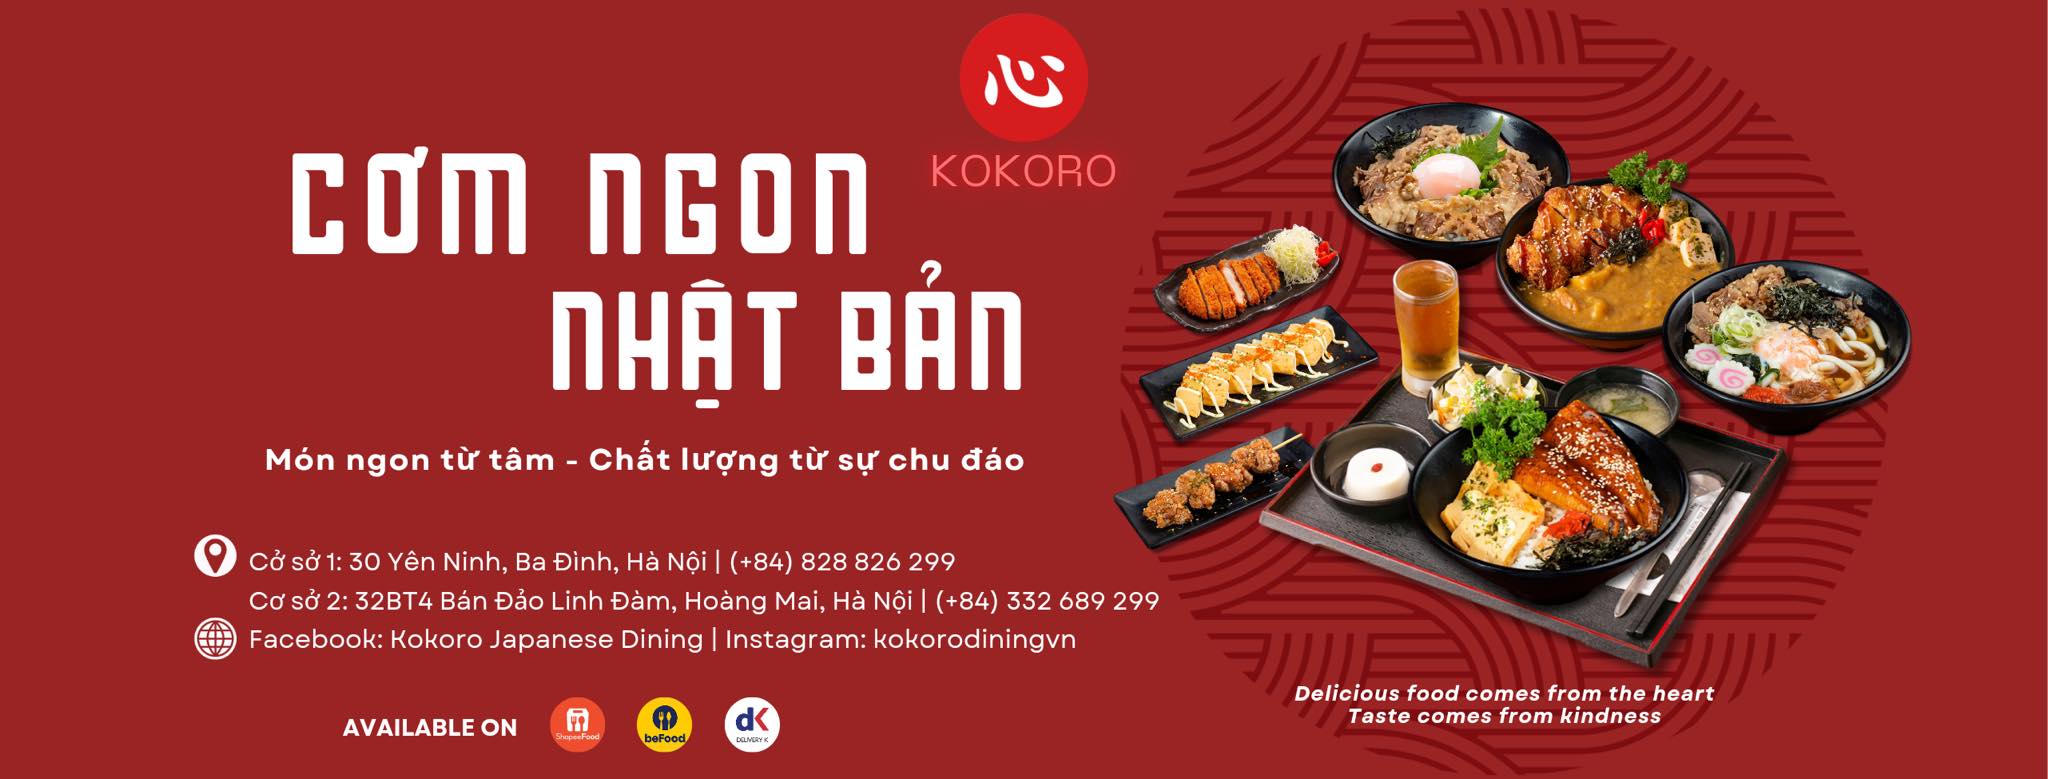 心
KOKORO
CƠM NGON
NHẬT BẢN
Món ngon từ tâm - Chất lượng từ sự chu đáo
Cở sở 1: 30 Yên Ninh, Ba Đình, Hà Nội | (+84) 828 826 299
Cơ sở 2: 32BT4 Bán Đảo Linh Đàm, Hoàng Mai, Hà Nội | (+84) 332 689 299
Facebook: Kokoro Japanese Dining | Instagram: kokorodiningvn
AVAILABLE ON
ShopeeFood
beFood
dK
DELIVERY K
Delicious food comes from the heart
Taste comes from kindness